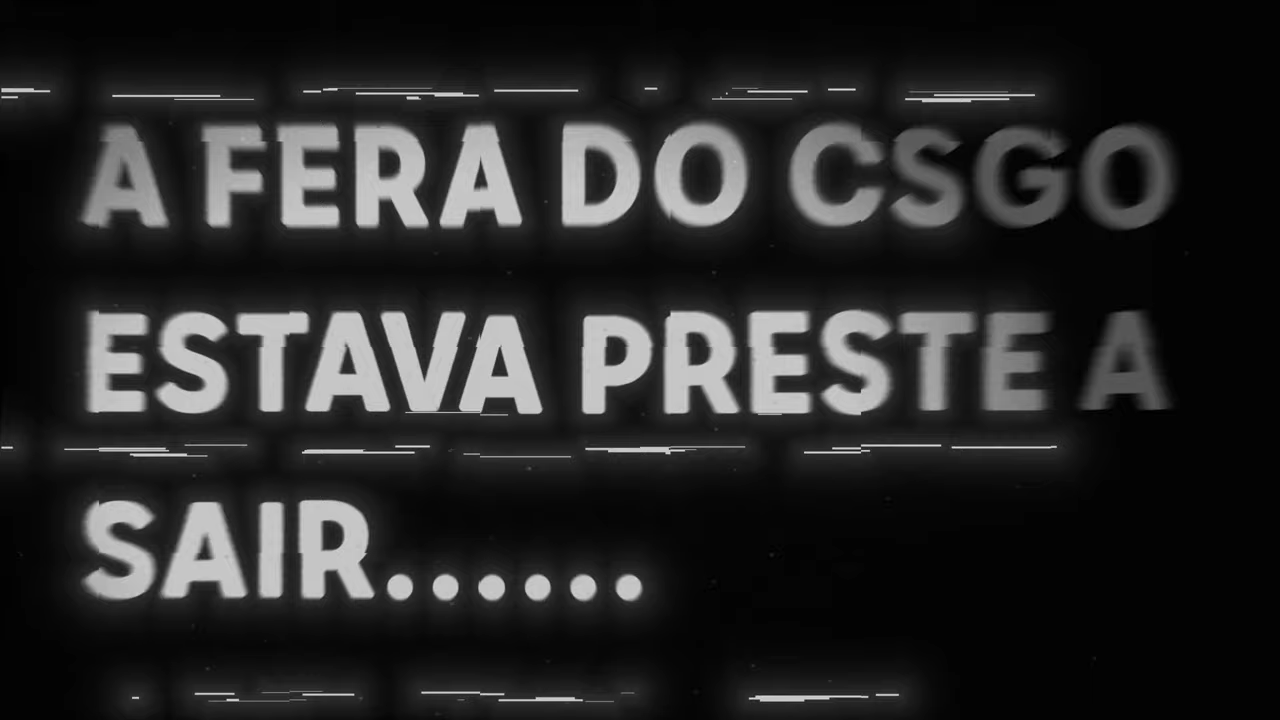 A FERA DO CSGO
ESTAVA PRESTE A
SAIR......